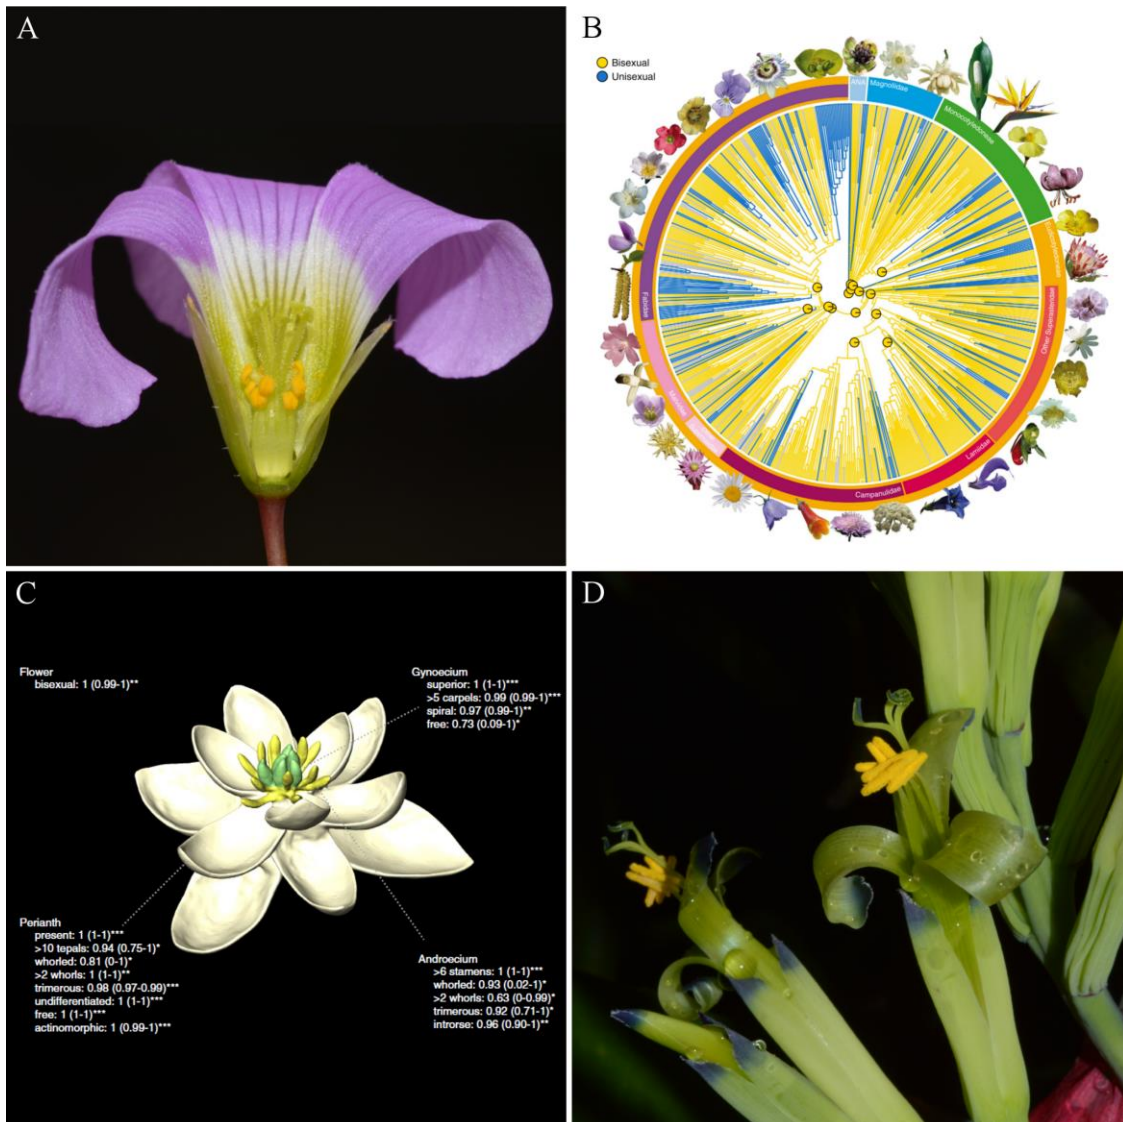 A
B
Bisexual
Unisexual
ANA
Magnoliidae
Monocotyledoneae
Other Superasteridae
Lamiidae
Campanulidae
Fabidae
C
Flower
bisexual: 1 (0.99-1)**
Gynoecium
superior: 1 (1-1)***
>5 carpels: 0.99 (0.99-1)***
spiral: 0.97 (0.99-1)**
free: 0.73 (0.09-1)*
Perianth
present: 1 (1-1)***
>10 tepals: 0.94 (0.75-1)*
whorled: 0.81 (0-1)*
>2 whorls: 1 (1-1)**
trimerous: 0.98 (0.97-0.99)***
undifferentiated: 1 (1-1)***
free: 1 (1-1)***
actinomorphic: 1 (0.99-1)***
Androecium
>6 stamens: 1 (1-1)***
whorled: 0.93 (0.02-1)*
>2 whorls: 0.63 (0-0.99)*
trimerous: 0.92 (0.71-1)*
introrse: 0.96 (0.90-1)**
D